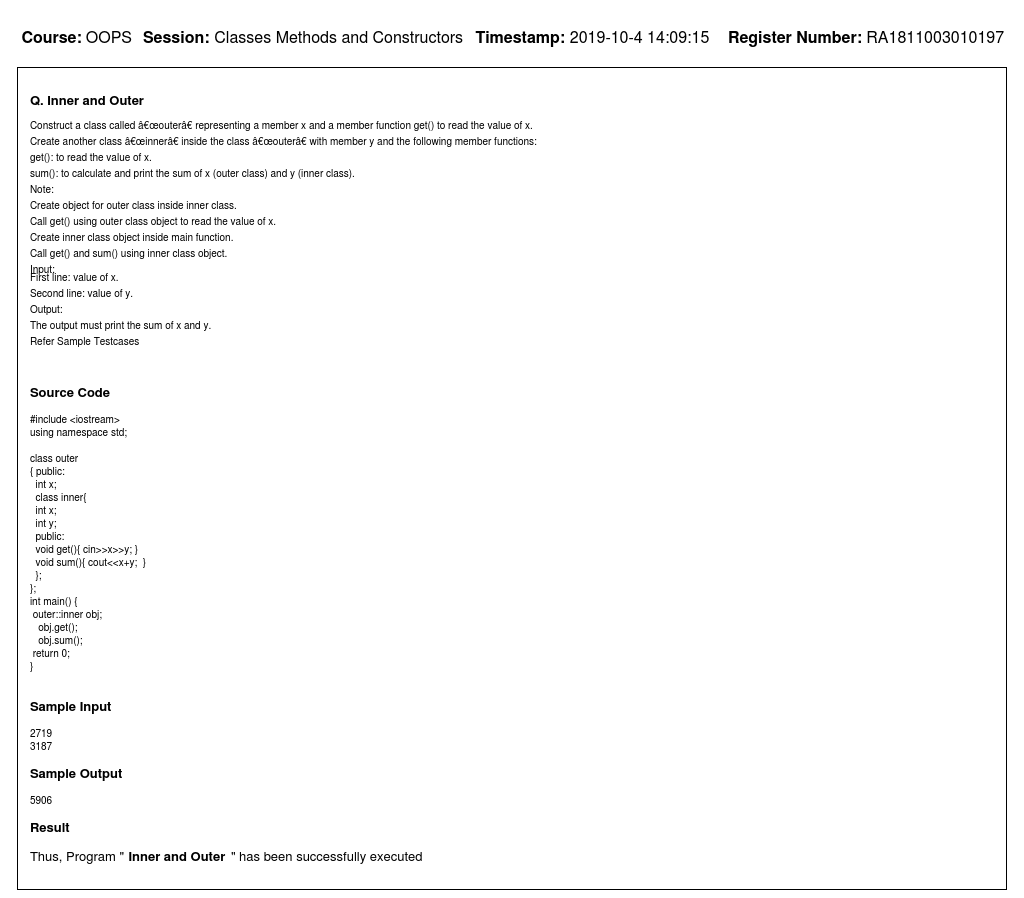 Course: OOPS Session: Classes Methods and Constructors Timestamp: 2019-10-4 14:09:15 Register Number: RA1811003010197
Q. Inner and Outer
Construct a class called â€œouterâ€ representing a member x and a member function get() to read the value of x.
Create another class â€œinnerâ€ inside the class â€œouterâ€ with member y and the following member functions:
get(): to read the value of x.
sum(): to calculate and print the sum of x (outer class) and y (inner class).
Note:
Create object for outer class inside inner class.
Call get() using outer class object to read the value of x.
Create inner class object inside main function.
Call get() and sum() using inner class object.
Input:
First line: value of x.
Second line: value of y.
Output:
The output must print the sum of x and y.
Refer Sample Testcases
Source Code
#include <iostream>
using namespace std;
class outer
{ public:
int x;
class inner{
int x;
int y;
public:
void get(){ cin>>x>>y; }
void sum(){ cout<<x+y; }
};
};
int main() {
outer::inner obj;
obj.get();
obj.sum();
return 0;
}
Sample Input
2719
3187
Sample Output
5906
Result
Thus, Program " Inner and Outer " has been successfully executed